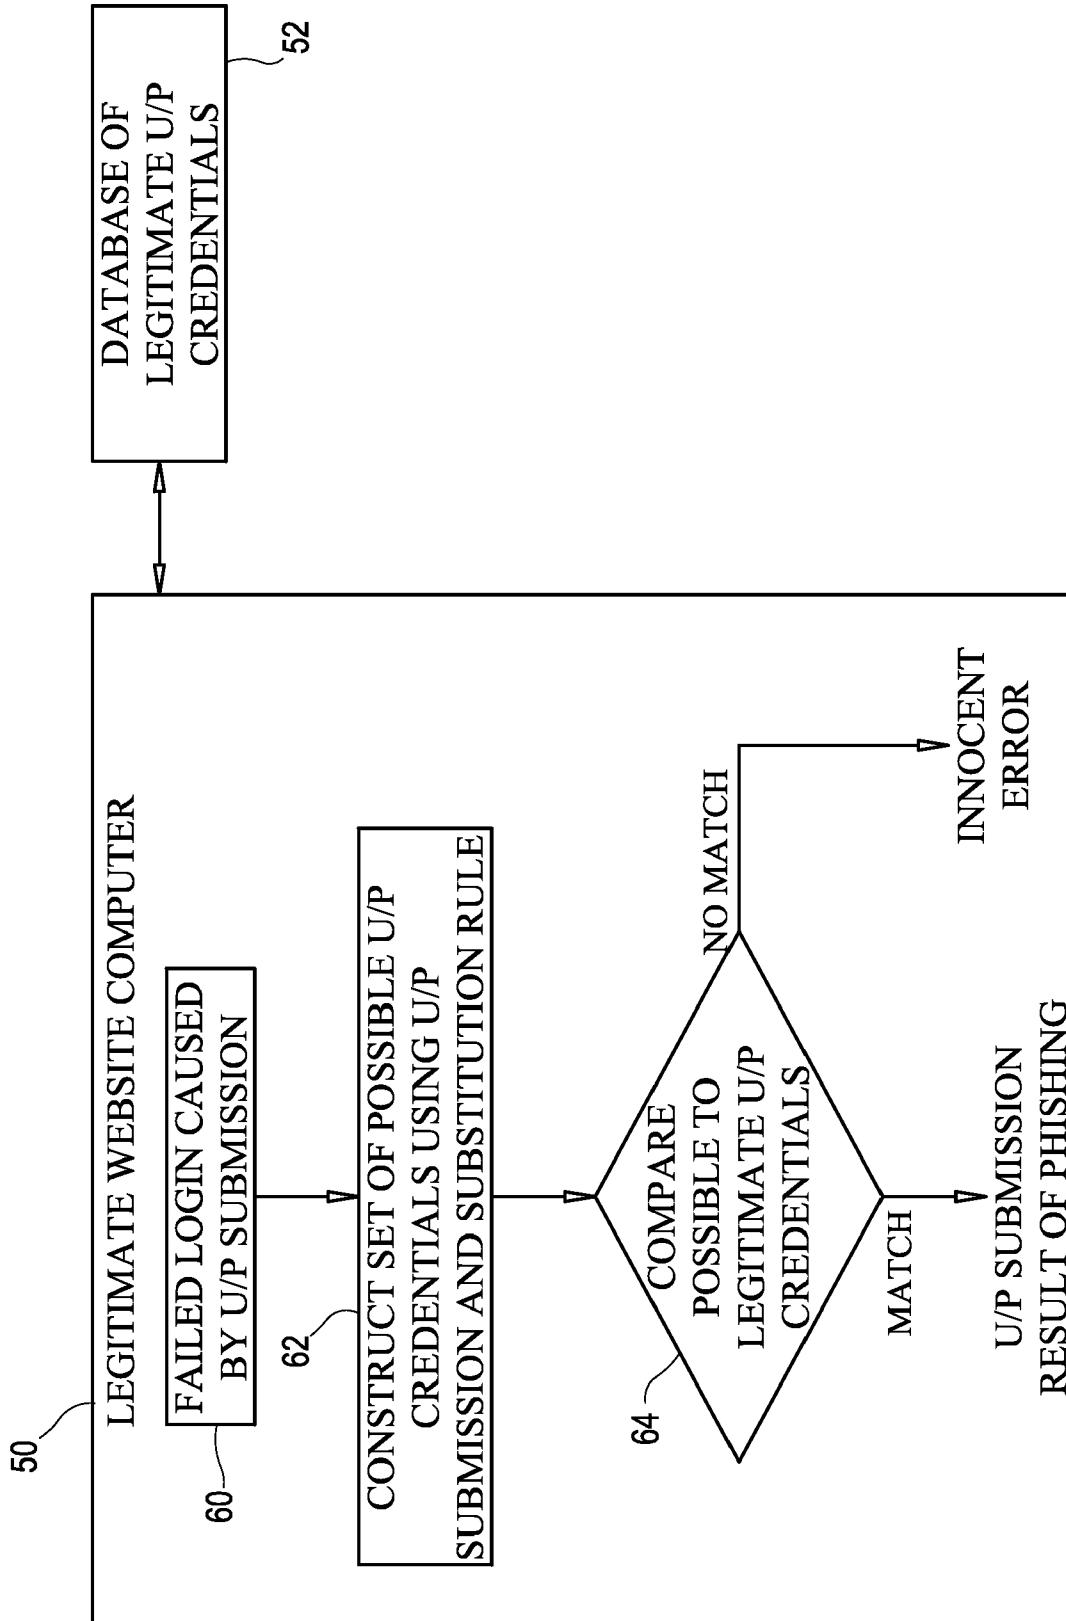 50
LEGITIMATE WEBSITE COMPUTER
60
FAILED LOGIN CAUSED
BY U/P SUBMISSION
62
CONSTRUCT SET OF POSSIBLE U/P
CREDENTIALS USING U/P
SUBMISSION AND SUBSTITUTION RULE
64
COMPARE
POSSIBLE TO
LEGITIMATE U/P
CREDENTIALS
NO MATCH
INNOCENT
ERROR
MATCH
U/P SUBMISSION
RESULT OF PHISHING
DATABASE OF
LEGITIMATE U/P
CREDENTIALS
52